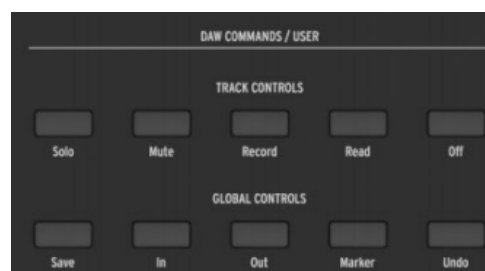 DAW COMMANDS / USER
TRACK CONTROLS
Solo Mute Record Read Off
GLOBAL CONTROLS
Save In Out Marker Undo